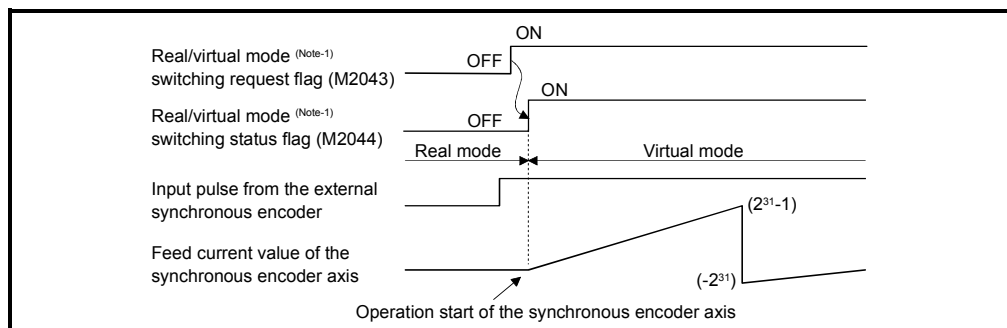 ON
Real/virtual mode (Note-1)
OFF
switching request flag (M2043)
Real/virtual mode (Note-1)
ON
switching status flag (M2044)
OFF
Real mode
Virtual mode
Input pulse from the external
synchronous encoder
(2³¹-1)
Feed current value of the
synchronous encoder axis
(-2³¹)
Operation start of the synchronous encoder axis